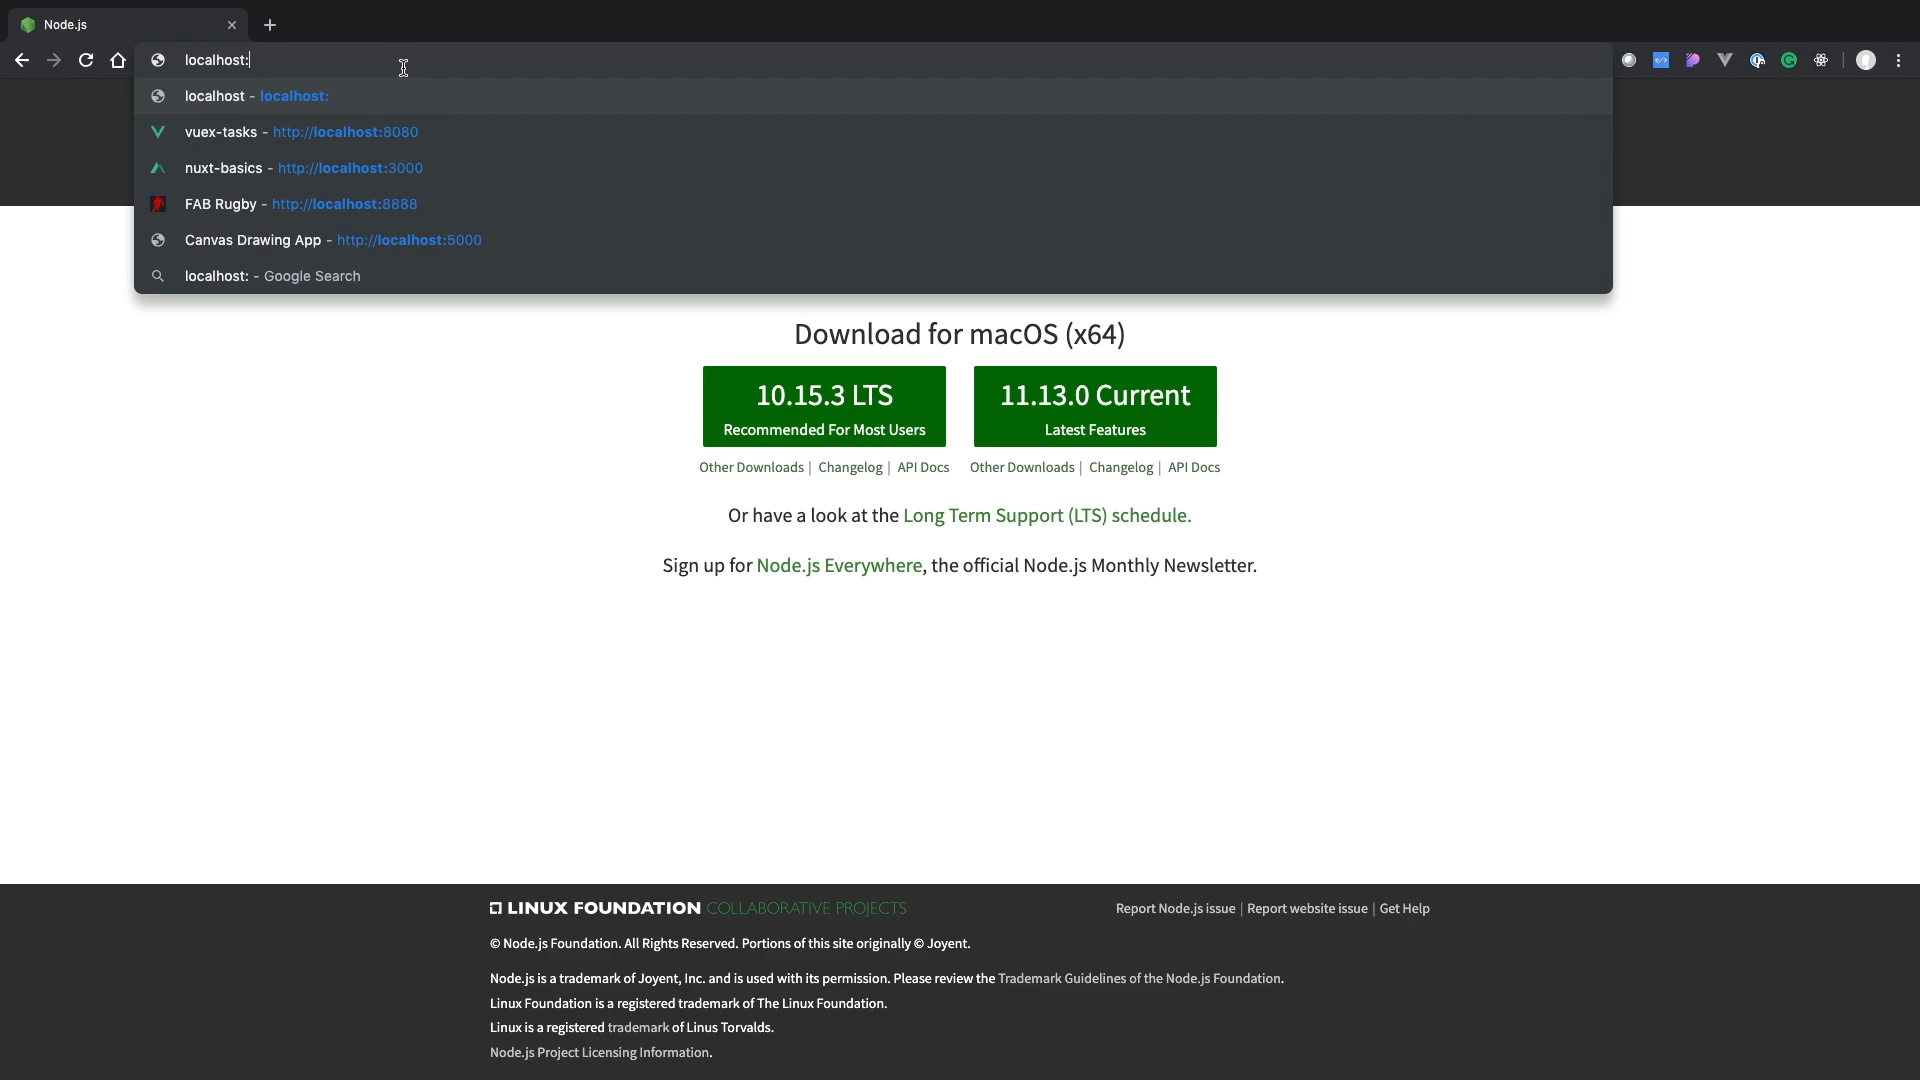 Node.js
localhost:
localhost - localhost:
vuex-tasks - http://localhost:8080
nuxt-basics - http://localhost:3000
FAB Rugby - http://localhost:8888
Canvas Drawing App - http://localhost:5000
localhost: - Google Search
Download for macOS (x64)
10.15.3 LTS
Recommended For Most Users
11.13.0 Current
Latest Features
Other Downloads | Changelog | API Docs
Other Downloads | Changelog | API Docs
Or have a look at the Long Term Support (LTS) schedule.
Sign up for Node.js Everywhere, the official Node.js Monthly Newsletter.
LINUX FOUNDATION COLLABORATIVE PROJECTS
Report Node.js issue | Report website issue | Get Help
© Node.js Foundation. All Rights Reserved. Portions of this site originally © Joyent.
Node.js is a trademark of Joyent, Inc. and is used with its permission. Please review the Trademark Guidelines of the Node.js Foundation.
Linux Foundation is a registered trademark of The Linux Foundation.
Linux is a registered trademark of Linus Torvalds.
Node.js Project Licensing Information.